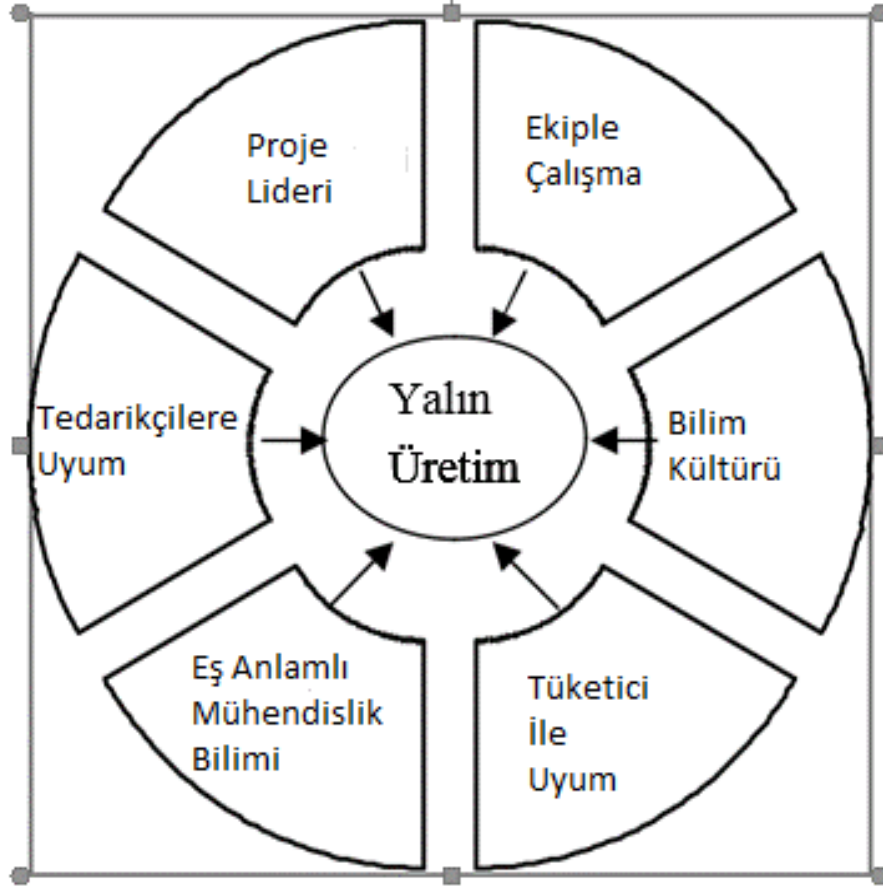 Proje
Lideri
Ekiple
Çalışma
Tedarikçilere
Uyum
Yalın
Üretim
Bilim
Kültürü
Eş Anlamlı
Mühendislik
Bilimi
Tüketici
İle
Uyum